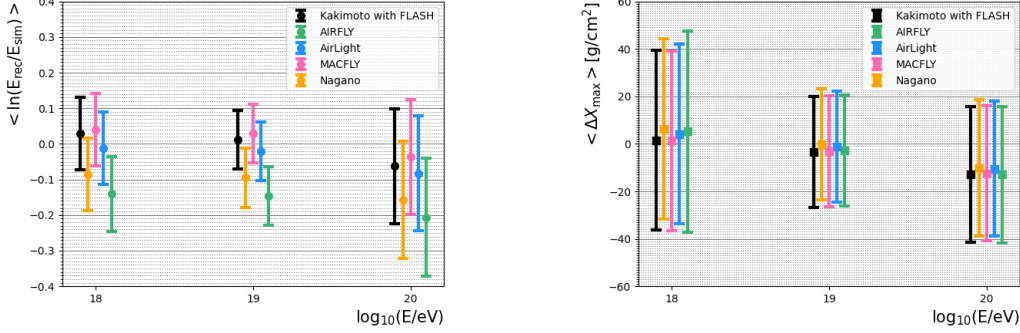 < ln(E_rec/E_sim) >
0.4
0.3
0.2
0.1
0.0
−0.1
−0.2
−0.3
−0.4
18
19
20
log₁₀(E/eV)
Kakimoto with FLASH
AIRFLY
AirLight
MACFLY
Nagano
< ΔX_max > [g/cm²]
60
40
20
0
−20
−40
−60
18
19
20
log₁₀(E/eV)
Kakimoto with FLASH
AIRFLY
AirLight
MACFLY
Nagano